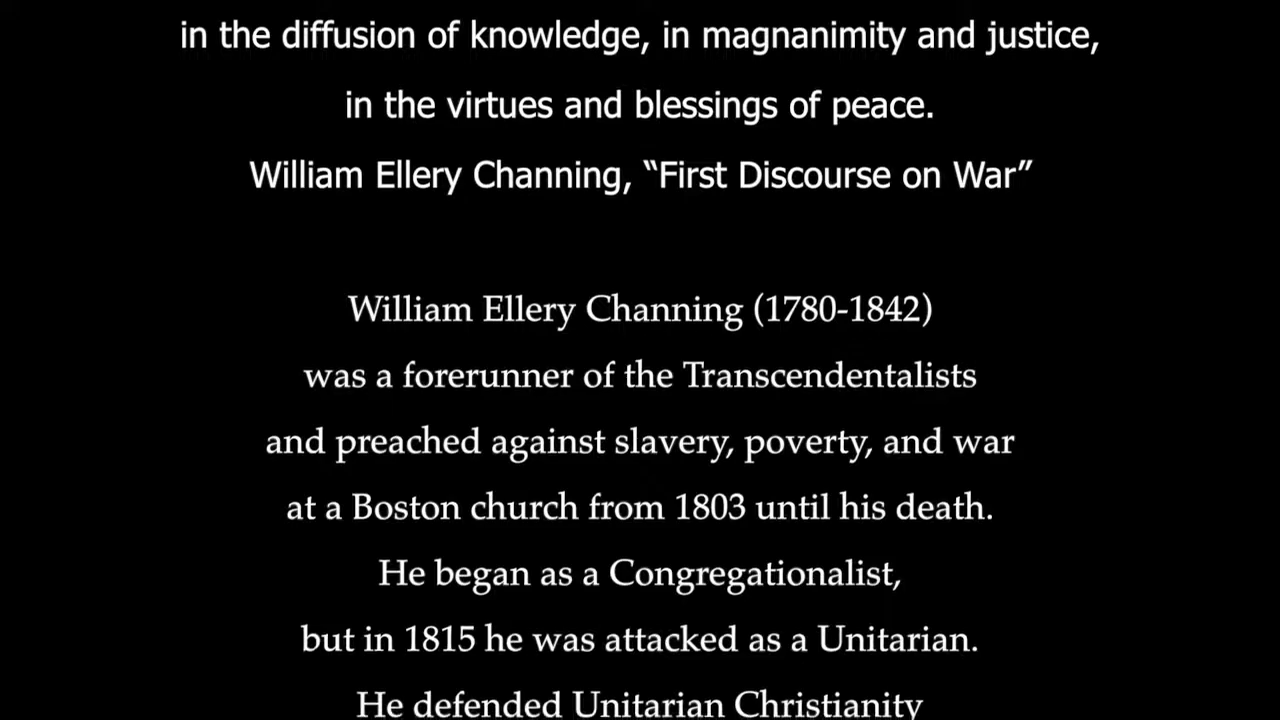 in the diffusion of knowledge, in magnanimity and justice,
in the virtues and blessings of peace.
William Ellery Channing, “First Discourse on War”
William Ellery Channing (1780-1842)
was a forerunner of the Transcendentalists
and preached against slavery, poverty, and war
at a Boston church from 1803 until his death.
He began as a Congregationalist,
but in 1815 he was attacked as a Unitarian.
He defended Unitarian Christianity